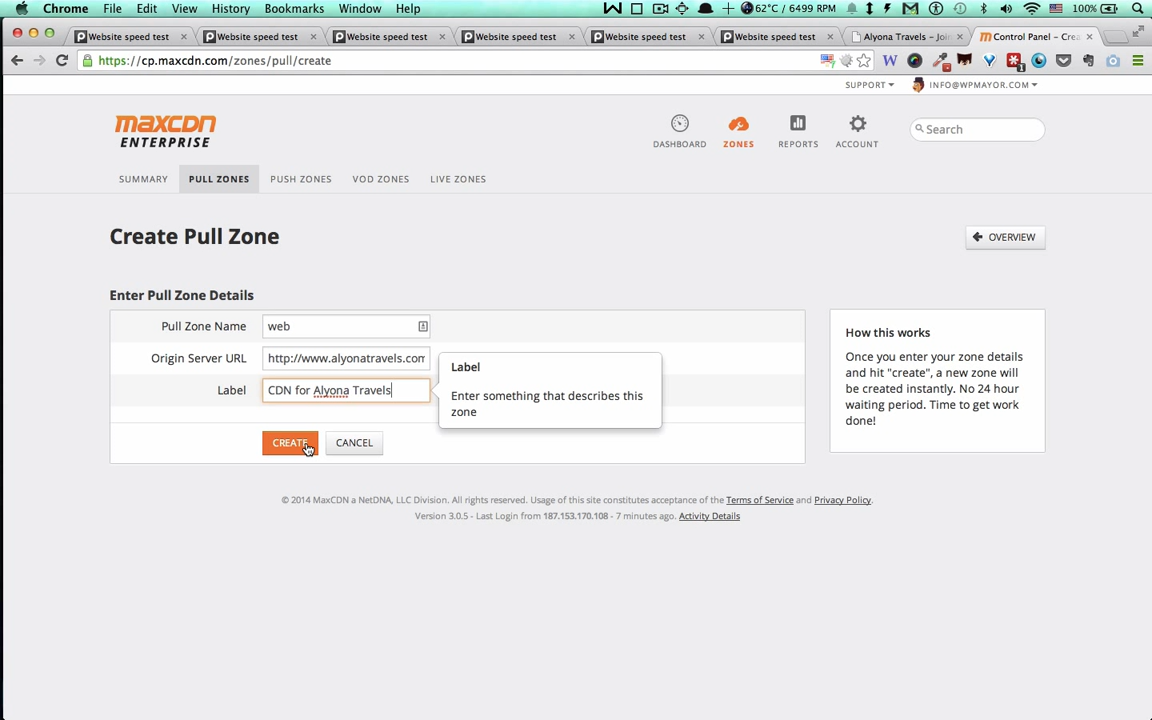 Chrome File Edit View History Bookmarks Window Help 62°C / 6499 RPM 100%
Website speed test Website speed test Website speed test Website speed test Website speed test Website speed test Alyona Travels – Join Control Panel - Crea
https://cp.maxcdn.com/zones/pull/create
SUPPORT INFO@WPMAYOR.COM
maxcdn
ENTERPRISE
DASHBOARD ZONES REPORTS ACCOUNT
Search
SUMMARY PULL ZONES PUSH ZONES VOD ZONES LIVE ZONES
Create Pull Zone
OVERVIEW
Enter Pull Zone Details
Pull Zone Name web
Origin Server URL http://www.alyonatravels.com
Label CDN for Alyona Travels
Label
Enter something that describes this
zone
CREATE CANCEL
How this works
Once you enter your zone details
and hit "create", a new zone will
be created instantly. No 24 hour
waiting period. Time to get work
done!
© 2014 MaxCDN a NetDNA, LLC Division. All rights reserved. Usage of this site constitutes acceptance of the Terms of Service and Privacy Policy.
Version 3.0.5 - Last Login from 187.153.170.108 - 7 minutes ago. Activity Details